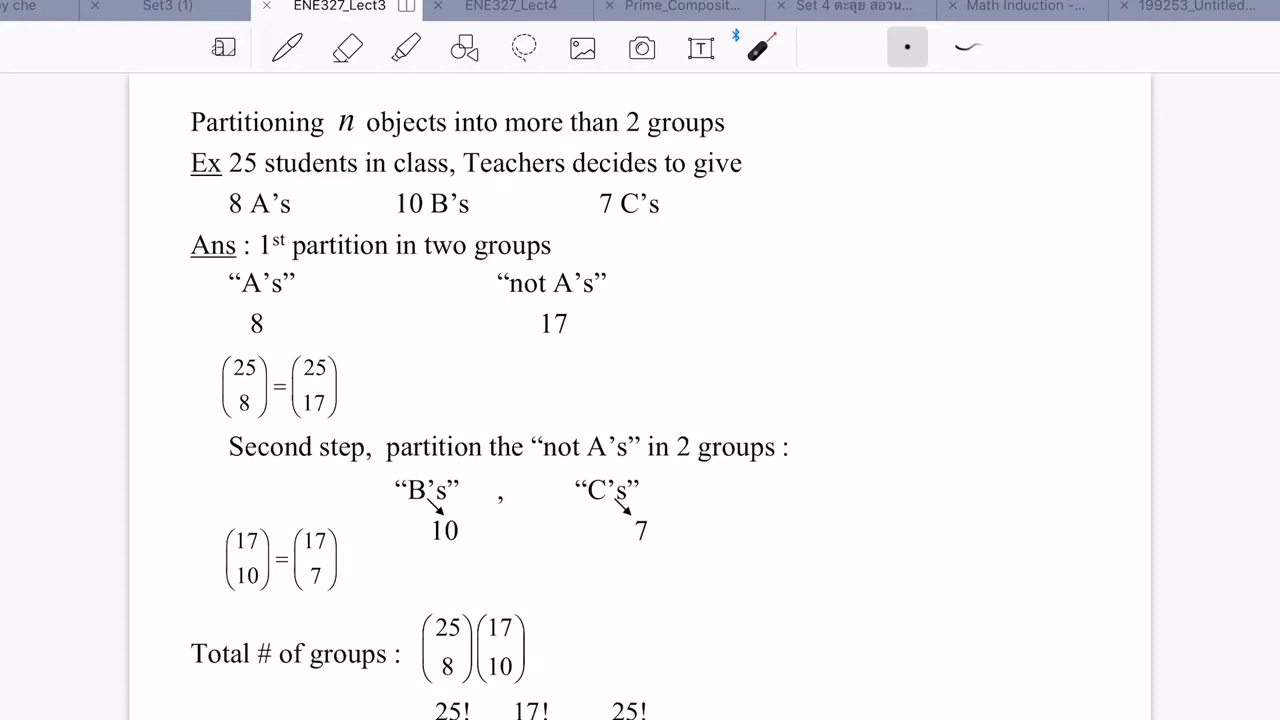 y che × Set3 (1) × ENE327_Lect3 × ENE327_Lect4 × Prime_Composit... × Set 4 ตะลุย สอวน... × Math Induction -... × 199253_Untitled...
Partitioning n objects into more than 2 groups
Ex 25 students in class, Teachers decides to give
8 A's 10 B's 7 C's
Ans : 1st partition in two groups
“A's” “not A's”
8 17
(25 8) = (25 17)
Second step, partition the “not A's” in 2 groups :
“B's” , “C's”
10 7
(17 10) = (17 7)
Total # of groups : (25 8)(17 10)
25! 17! 25!